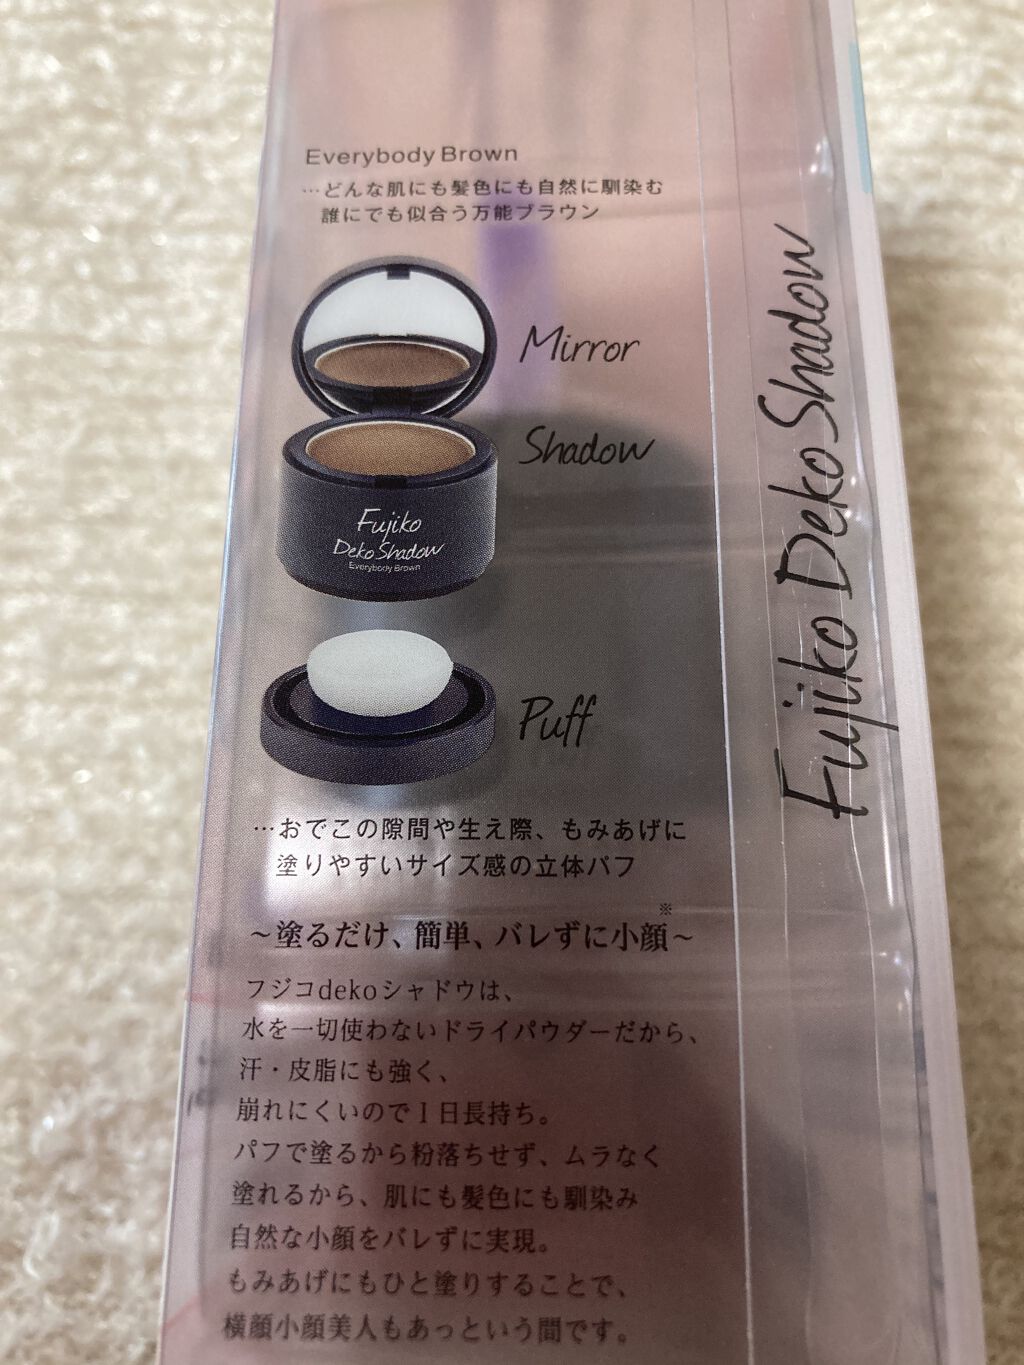 Everybody Brown
…どんな肌にも髪色にも自然に馴染む
誰にでも似合う万能ブラウン
Mirror
Shadow
Fujiko
Deko Shadow
Everybody Brown
Puff
…おでこの隙間や生え際、もみあげに
塗りやすいサイズ感の立体パフ
～塗るだけ、簡単、バレずに小顔※～
フジコdekoシャドウは、
水を一切使わないドライパウダーだから、
汗・皮脂にも強く、
崩れにくいので1日長持ち。
パフで塗るから粉落ちせず、ムラなく
塗れるから、肌にも髪色にも馴染み
自然な小顔をバレずに実現。
もみあげにもひと塗りすることで、
横顔小顔美人もあっという間です。
Fujiko Deko Shadow